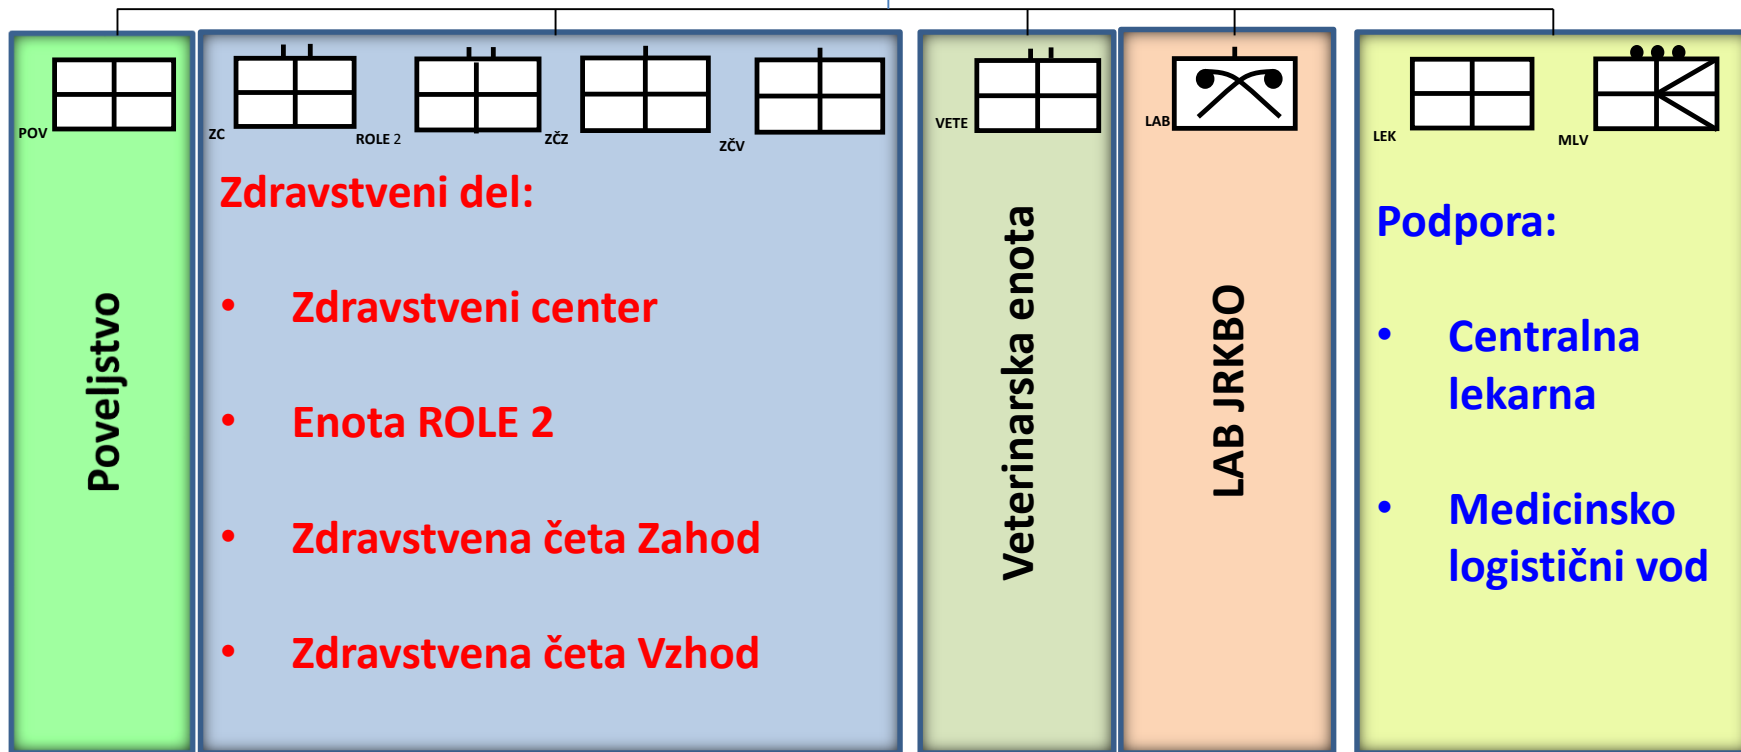 POV
Poveljstvo
ZC
ROLE 2
ZČZ
ZČV
Zdravstveni del:
• Zdravstveni center
• Enota ROLE 2
• Zdravstvena četa Zahod
• Zdravstvena četa Vzhod
VETE
Veterinarska enota
LAB
LAB JRKBO
LEK
MLV
Podpora:
• Centralna
lekarna
• Medicinsko
logistični vod